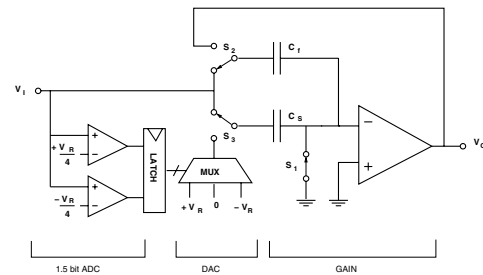 S2
Cf
VI
CS
VO
S3
+ −
+ VR
4
LATCH
S1
MUX
− VR
4
+ −
− +
+ VR 0 − VR
1.5 bit ADC DAC GAIN